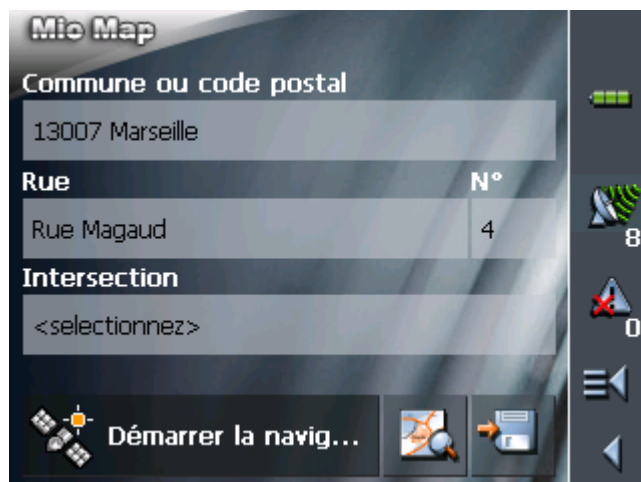 Mio Map
Commune ou code postal
13007 Marseille
Rue N°
Rue Magaud 4
8
Intersection
<selectionnez>
0
Démarrer la navig...